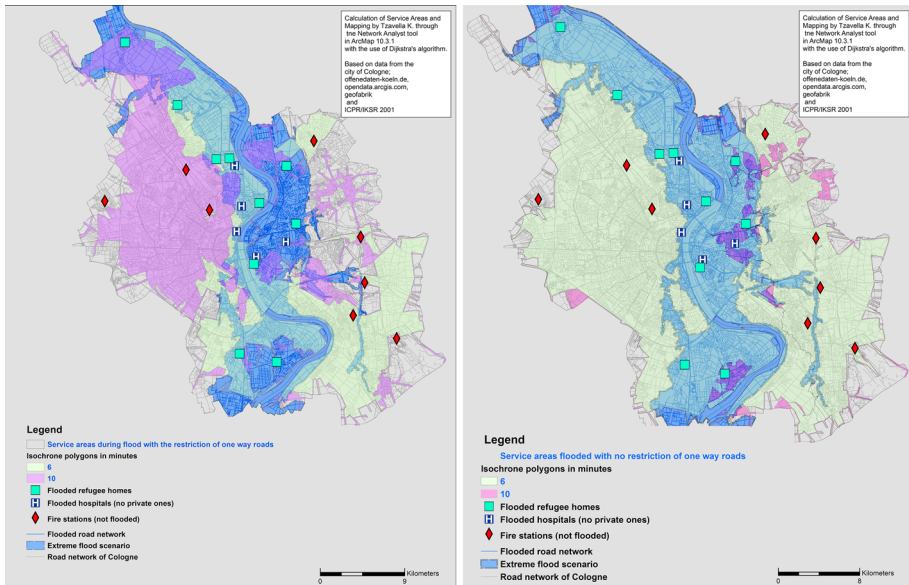 Calculation of Service Areas and
Mapping by Tzavella K. through
tne Network Analyst tool
in ArcMap 10.3.1
with the use of Dijkstra's algorithm.
Based on data from the
city of Cologne;
offenedaten-koeln.de,
opendata.arcgis.com,
geofabrik
and
ICPR/IKSR 2001
H
H
H
H
H
Legend
Service areas during flood with the restriction of one way roads
Isochrone polygons in minutes
6
10
Flooded refugee homes
H Flooded hospitals (no private ones)
Fire stations (not flooded)
Flooded road network
Extreme flood scenario
Road network of Cologne
Kilometers
0 9
Calculation of Service Areas and
Mapping by Tzavella K. through
tne Network Analyst tool
in ArcMap 10.3.1
with the use of Dijkstra's algorithm.
Based on data from the
city of Cologne;
offenedaten-koeln.de,
opendata.arcgis.com,
geofabrik
and
ICPR/IKSR 2001
H
H
H
H
H
Legend
Service areas flooded with no restriction of one way roads
Isochrone polygons in minutes
6
10
Flooded refugee homes
H Flooded hospitals (no private ones)
Fire stations (not flooded)
Flooded road network
Extreme flood scenario
Road network of Cologne
Kilometers
0 8